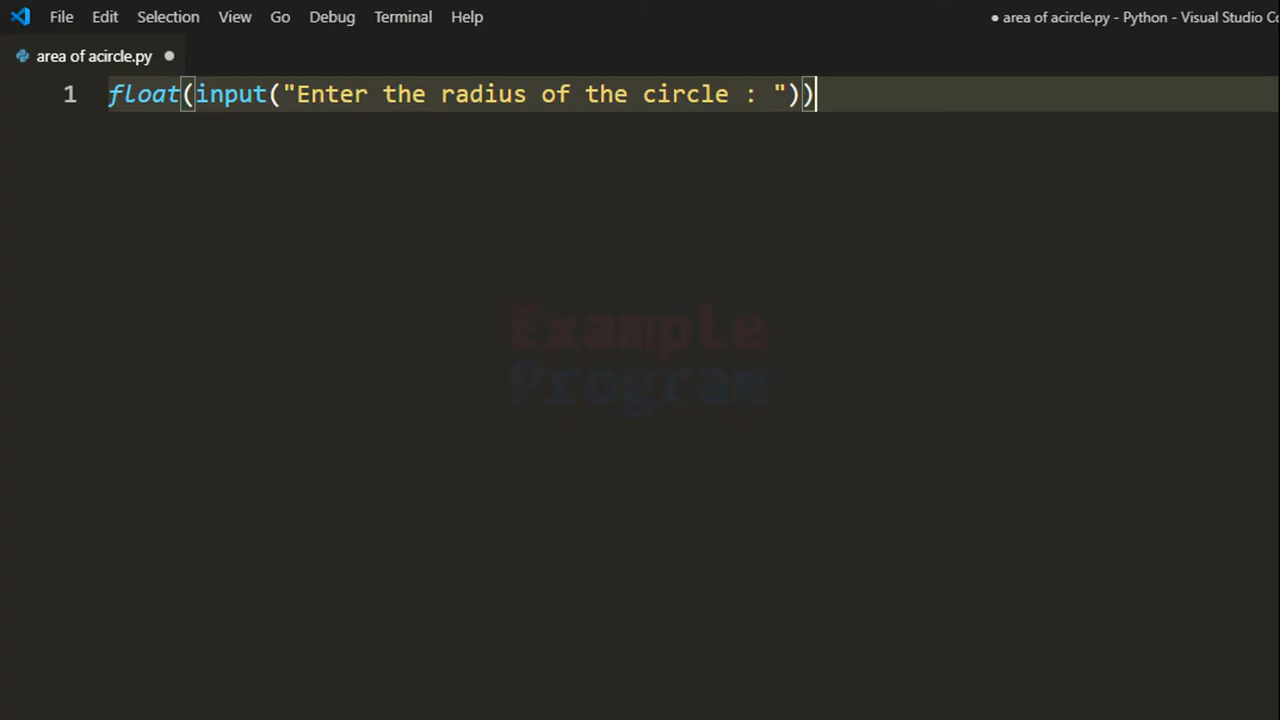 File Edit Selection View Go Debug Terminal Help ● area of acircle.py - Python - Visual Studio Co
area of acircle.py ●
1 float(input("Enter the radius of the circle : "))
Example
Program